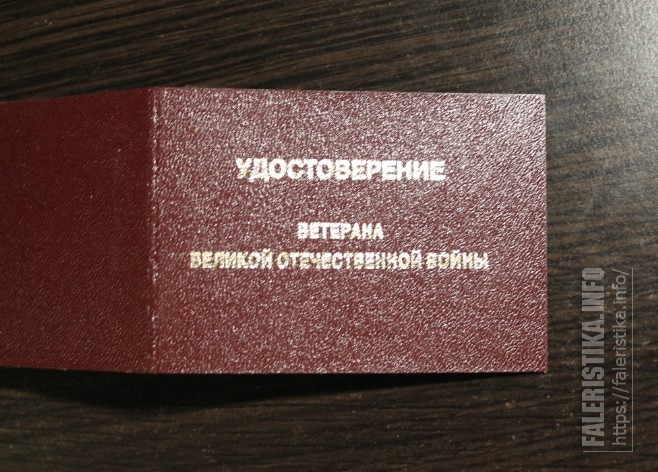 УДОСТОВЕРЕНИЕ
ВЕТЕРАНА
ВЕЛИКОЙ ОТЕЧЕСТВЕННОЙ ВОЙНЫ
FALERISTIKA.INFO
https://faleristika.info/